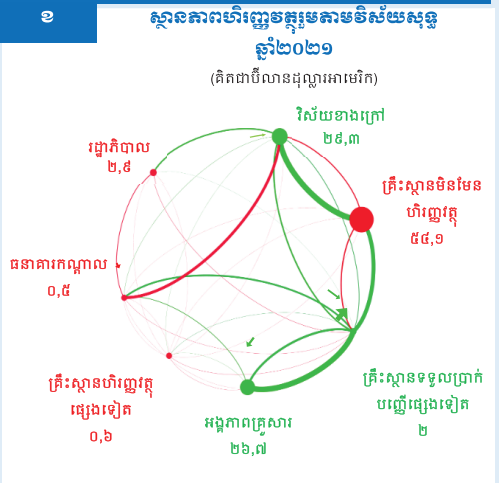 ខ
ស្ថានភាពហិរញ្ញវត្ថុរួមតាមវិស័យសុទ្ធ
ឆ្នាំ២០២១
(គិតជាប៊ីលានដុល្លារអាមេរិក)
វិស័យខាងក្រៅ
២៩,៣
រដ្ឋាភិបាល
២,៩
គ្រឹះស្ថានមិនមែន
ហិរញ្ញវត្ថុ
៥៤,១
ធនាគារកណ្តាល
០,៥
គ្រឹះស្ថានហិរញ្ញវត្ថុ
ផ្សេងទៀត
០,៦
គ្រឹះស្ថានទទួលប្រាក់
បញ្ញើផ្សេងទៀត
២
អង្គភាពគ្រួសារ
២៦,៧